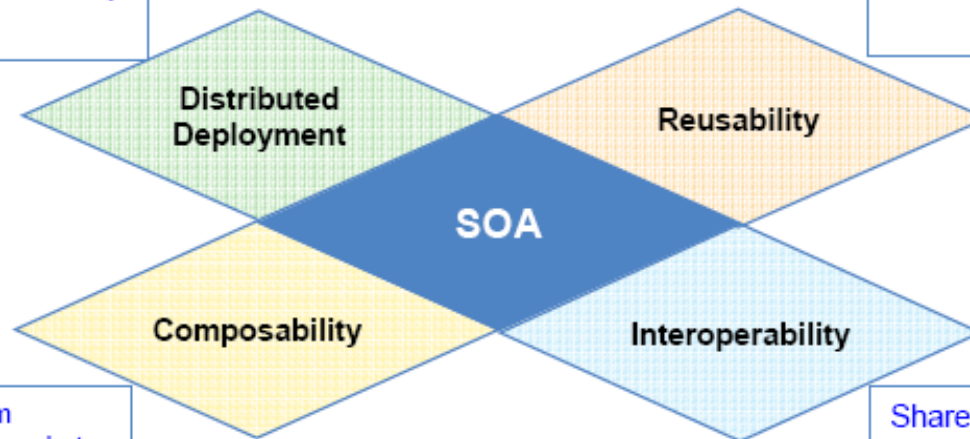 Distributed
Deployment
Reusability
SOA
Composability
Interoperability
Share